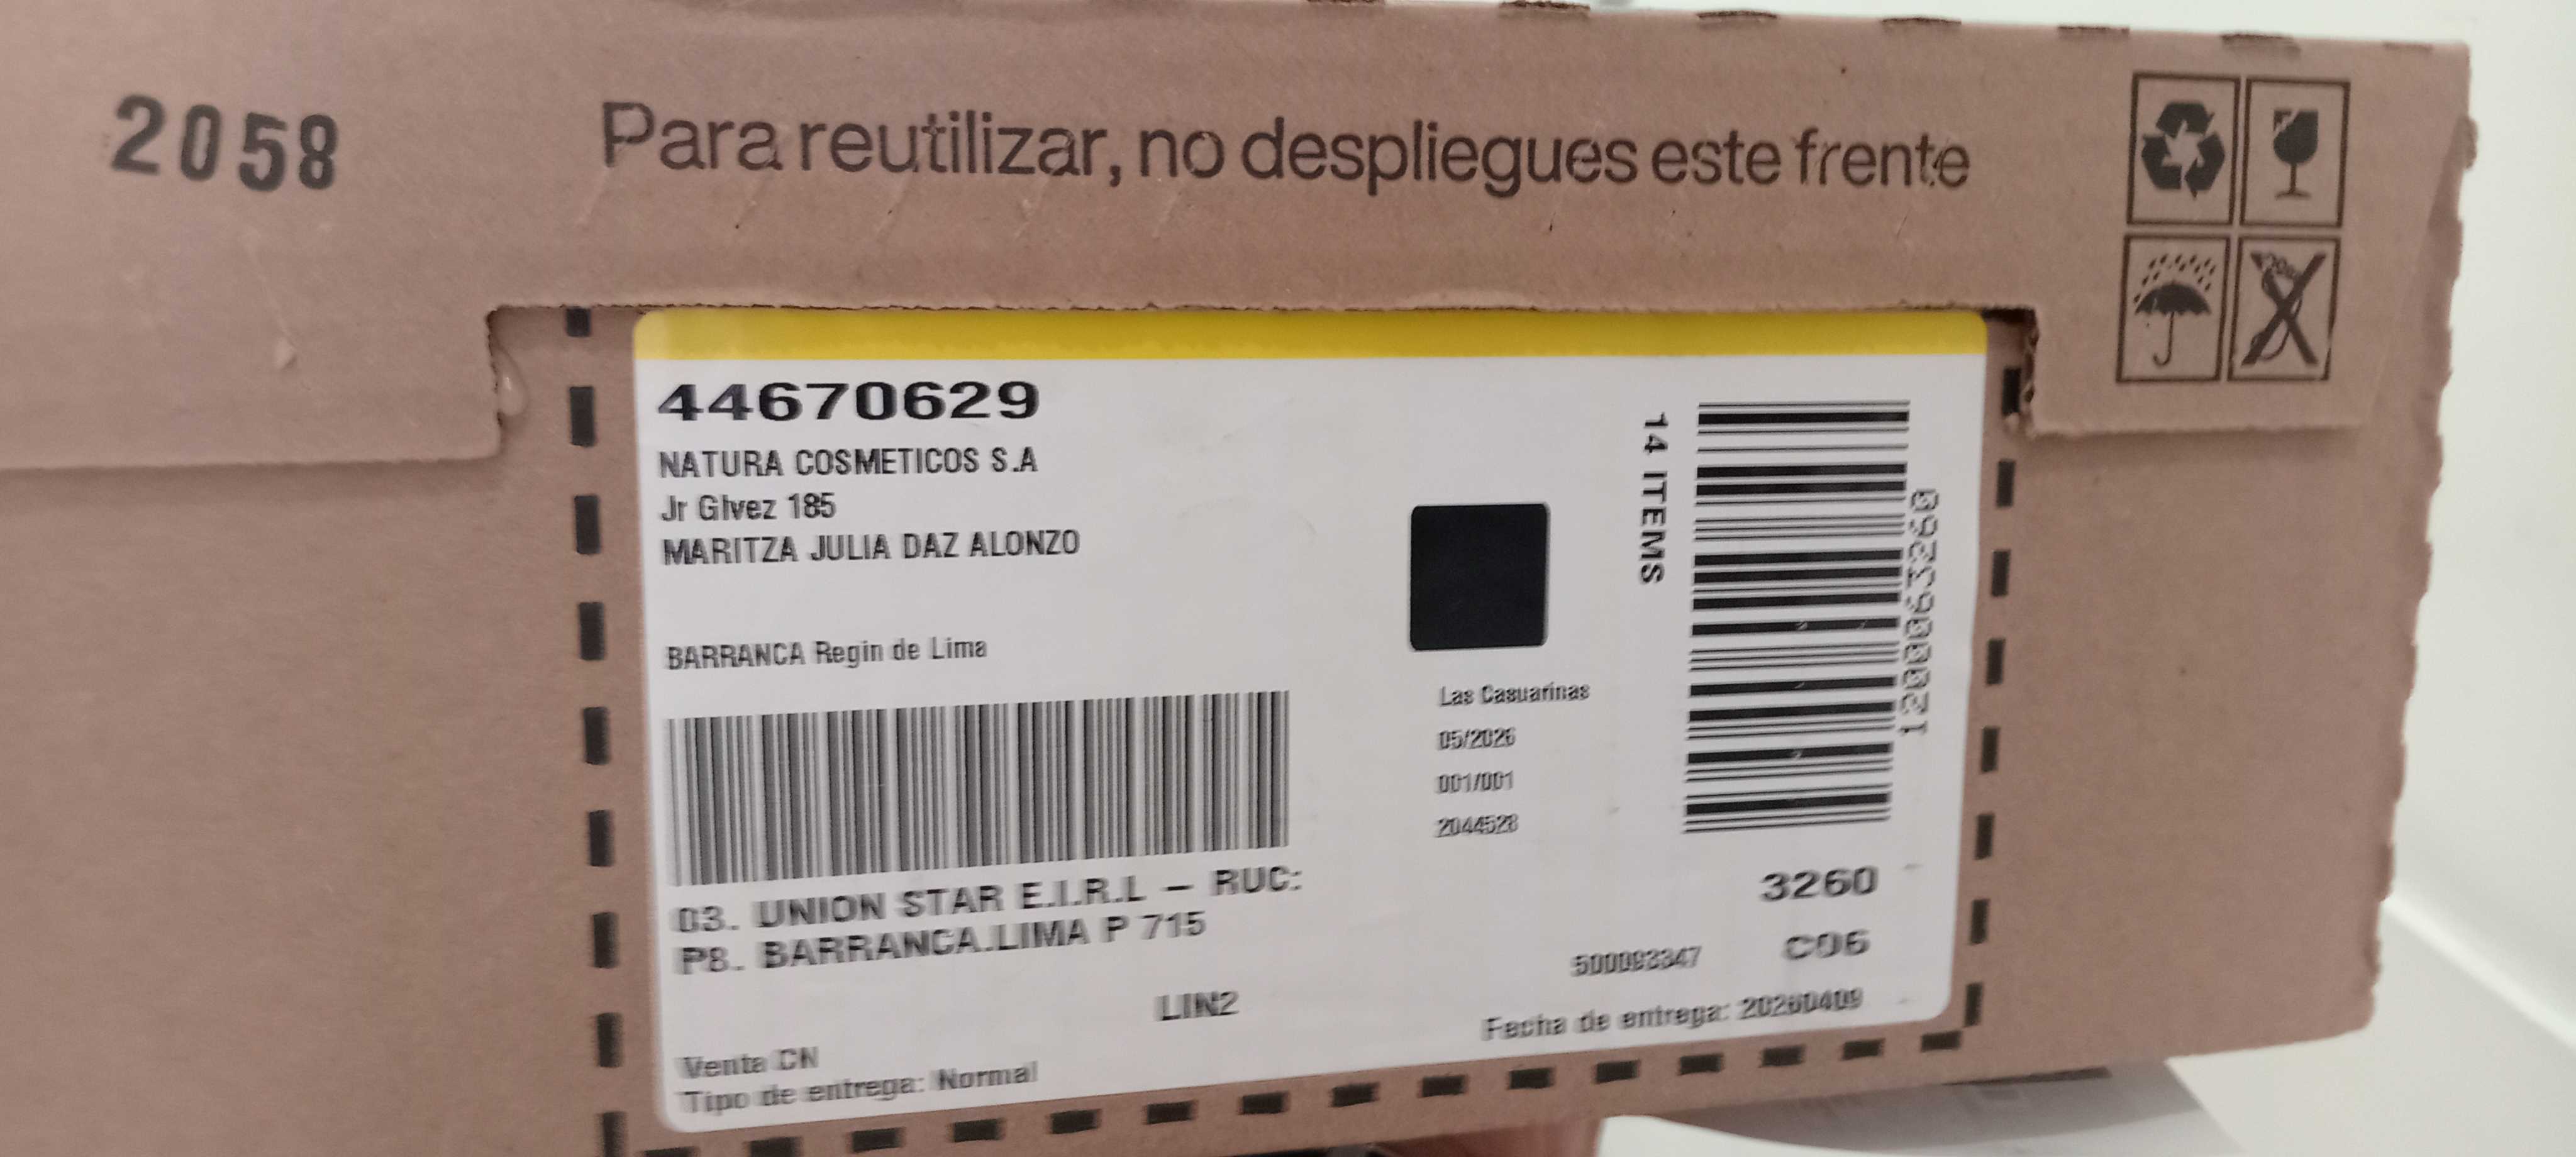 2058
Para reutilizar, no despliegues este frente
44670629
NATURA COSMETICOS S.A
Jr Glvez 185
MARITZA JULIA DAZ ALONZO
BARRANCA Regin de Lima
14 ITEMS
Las Casuarinas
05/2026
001/001
2044528
03. UNION STAR E.I.R.L – RUC:
P8. BARRANCA.LIMA P 715
3260
500093347
C06
LIN2
Fecha de entrega: 20260409
Venta CN
Tipo de entrega: Normal